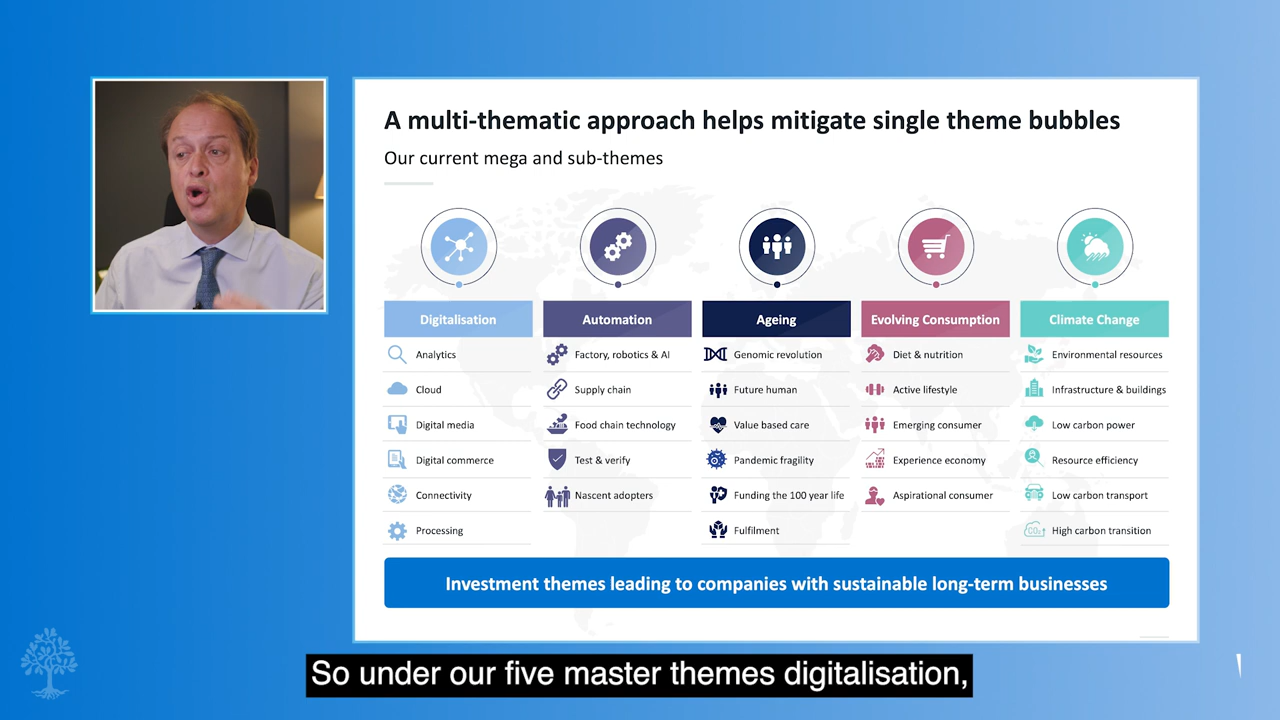 A multi-thematic approach helps mitigate single theme bubbles
Our current mega and sub-themes
Digitalisation
Analytics
Cloud
Digital media
Digital commerce
Connectivity
Processing
Automation
Factory, robotics & AI
Supply chain
Food chain technology
Test & verify
Nascent adopters
Ageing
Genomic revolution
Future human
Value based care
Pandemic fragility
Funding the 100 year life
Fulfilment
Evolving Consumption
Diet & nutrition
Active lifestyle
Emerging consumer
Experience economy
Aspirational consumer
Climate Change
Environmental resources
Infrastructure & buildings
Low carbon power
Resource efficiency
Low carbon transport
CO₂
High carbon transition
Investment themes leading to companies with sustainable long-term businesses
So under our five master themes digitalisation,